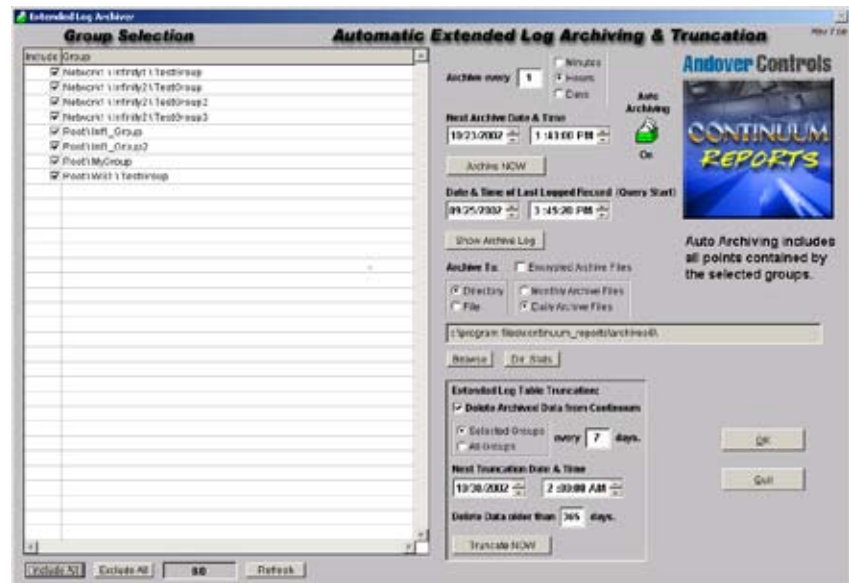 Extended Log Archiver
Group Selection
Automatic Extended Log Archiving & Truncation
Include Group
Network1 \ Infinity1 \ TestGroup
Network1 \ Infinity2 \ TestGroup
Network1 \ Infinity2 \ TestGroup2
Network1 \ Infinity2 \ TestGroup3
Root \ Infi_Group
Root \ Infi_Group2
Root \ MyGroup
Include All
Exclude All
8:0
Refresh
Archive every 1
Minutes
Hours
Days
Auto
Archiving
On
Next Archive Date & Time
10/23/2002 1:43:00 PM
Archive NOW
Date & Time of Last Logged Record (Query Start)
09/25/2002 3:45:20 PM
Show Archive Log
Archive To:
Encrypted Archive Files
Directory
File
Monthly Archive Files
Daily Archive Files
Browse
Dir Stats
Extended Log Table Truncation:
Delete Archived Data from Continuum
Selected Groups
All Groups
every 7 days.
Next Truncation Date & Time
10/30/2002 2:00:00 AM
Delete Data older than 365 days.
Truncate NOW
Andover Controls
CONTINUUM
REPORTS
Auto Archiving includes
all points contained by
the selected groups.
OK
Quit